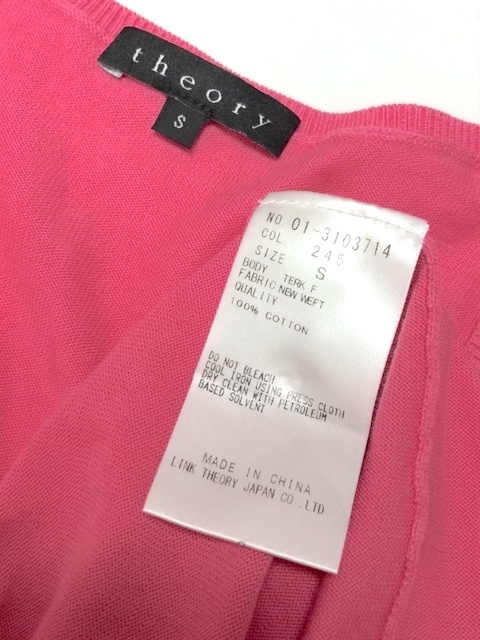 theory
S
NO 01-3103714
COL 245
SIZE S
BODY TERK F
FABRIC NEW WEFT
QUALITY
100% COTTON
DO NOT BLEACH
COOL IRON USING PRESS CLOTH
DRY CLEAN WITH PETROLEUM
BASED SOLVENT
MADE IN CHINA
LINK THEORY JAPAN CO.,LTD